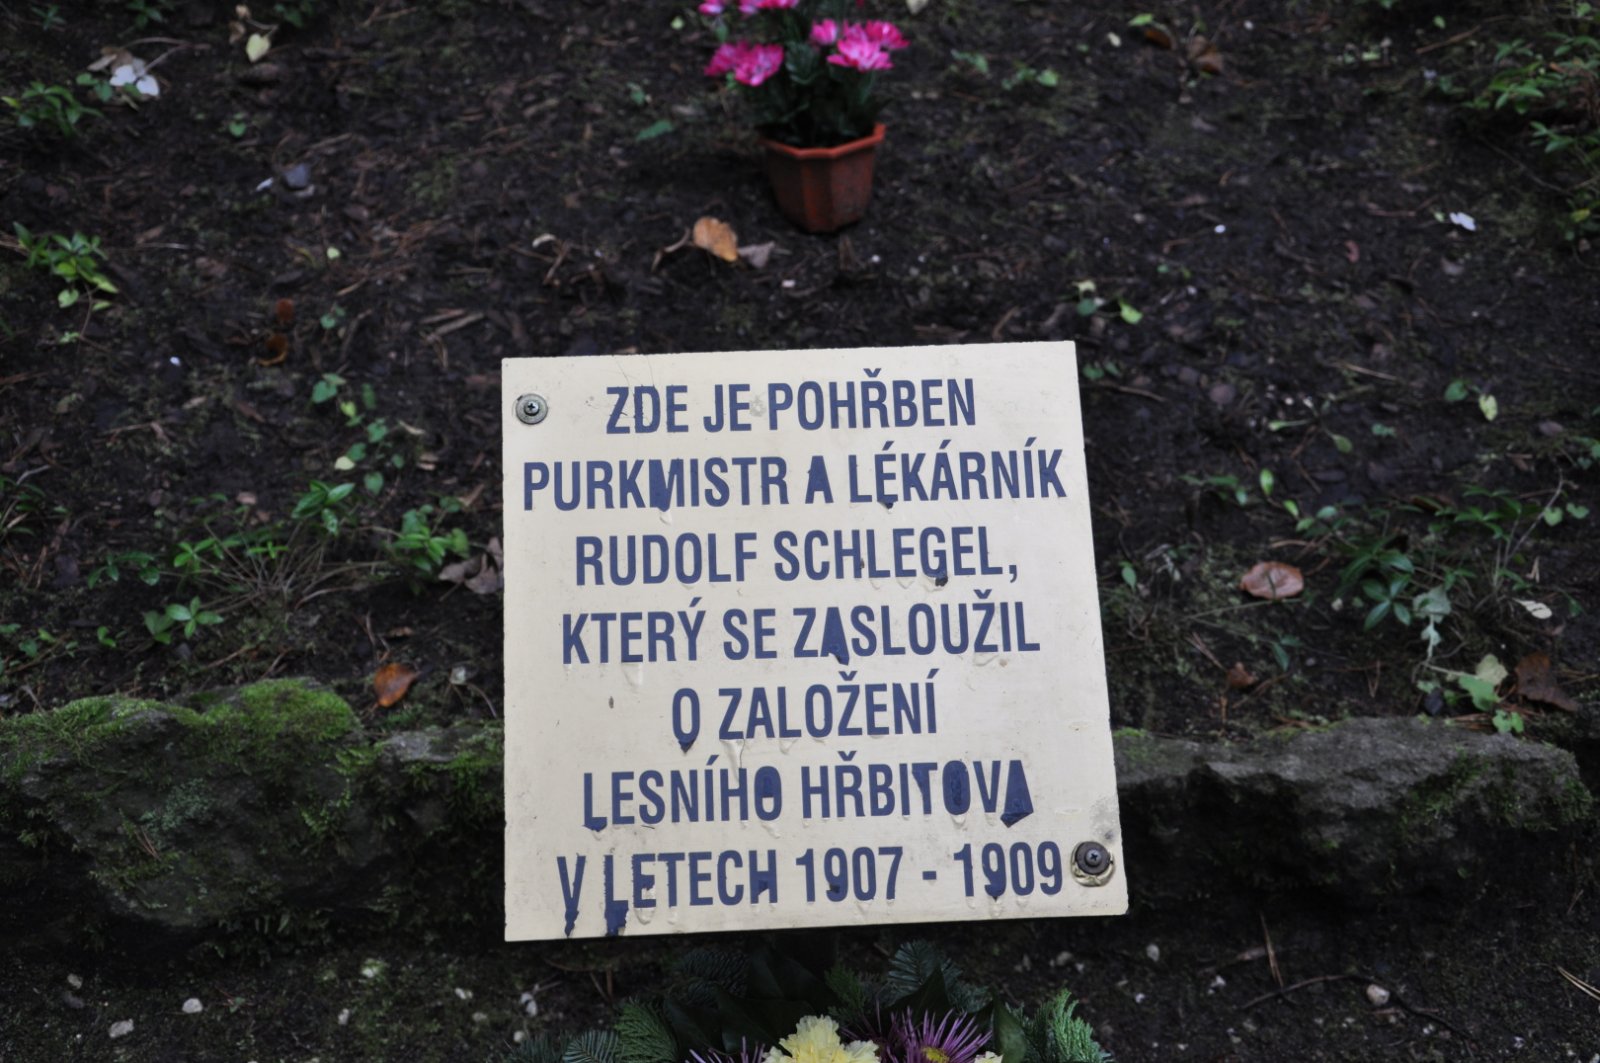 ZDE JE POHŘBEN
PURKMISTR A LÉKÁRNÍK
RUDOLF SCHLEGEL,
KTERÝ SE ZASLOUŽIL
O ZALOŽENÍ
LESNÍHO HŘBITOVA
V LETECH 1907 - 1909